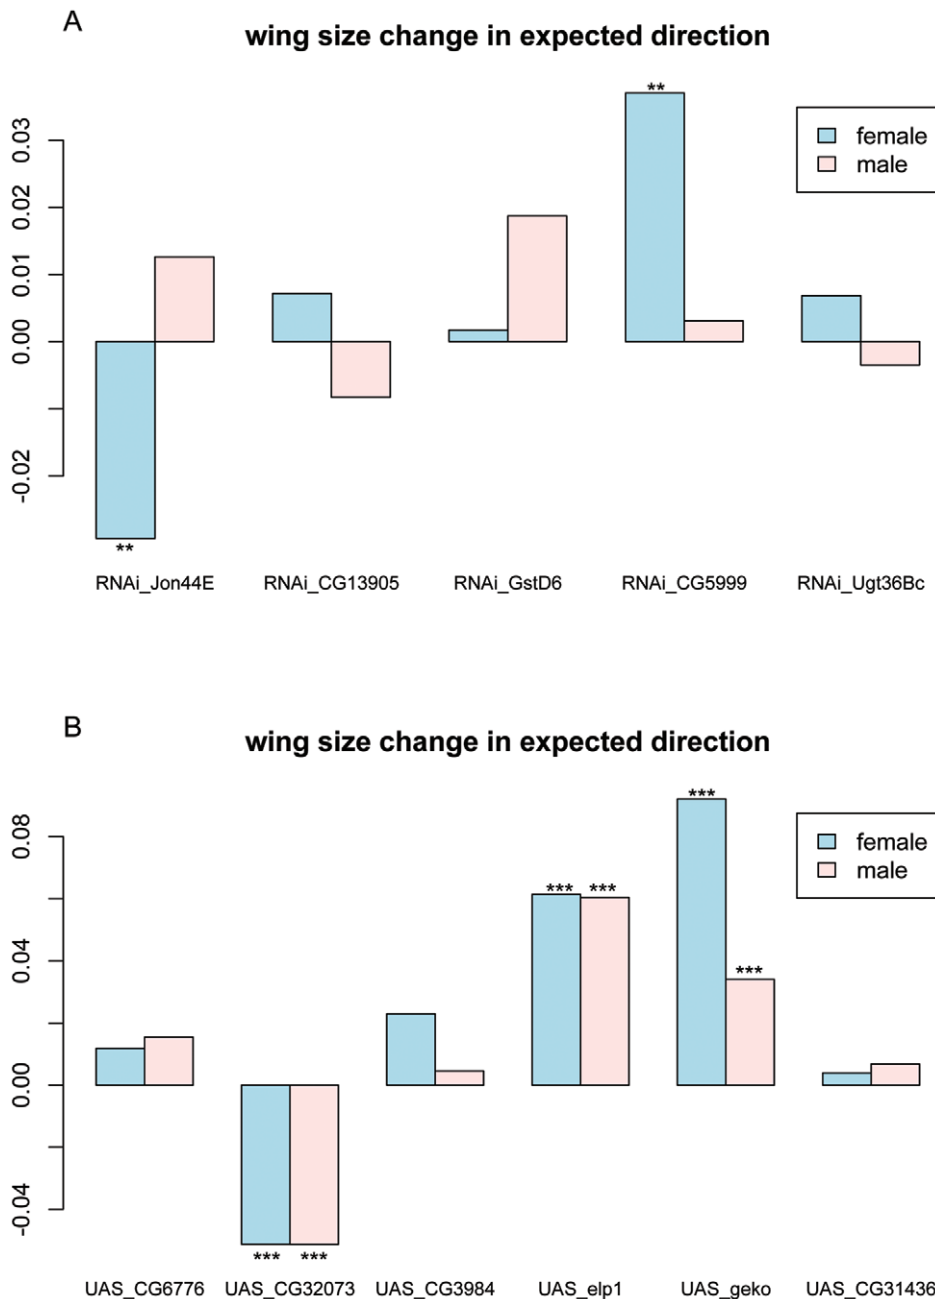 A
wing size change in expected direction
**
0.03
0.02
0.01
0.00
-0.02
female
male
**
RNAi_Jon44E RNAi_CG13905 RNAi_GstD6 RNAi_CG5999 RNAi_Ugt36Bc
B
wing size change in expected direction
***
0.08
0.04
0.00
-0.04
female
male
*** ***
***
*** ***
UAS_CG6776 UAS_CG32073 UAS_CG3984 UAS_elp1 UAS_geko UAS_CG31436